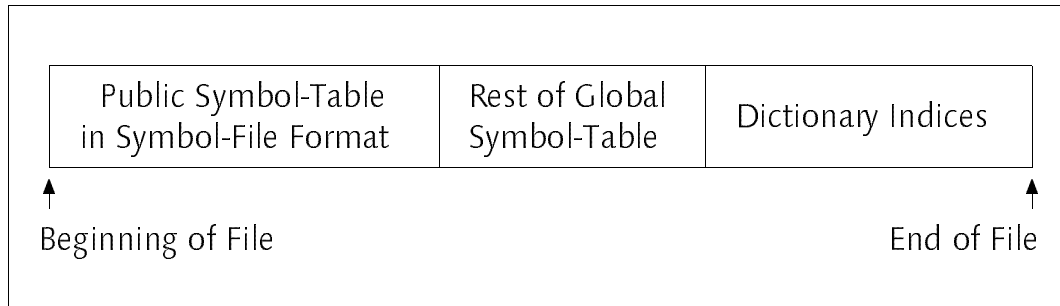 Public Symbol-Table
in Symbol-File Format
Rest of Global
Symbol-Table
Dictionary Indices
Beginning of File
End of File